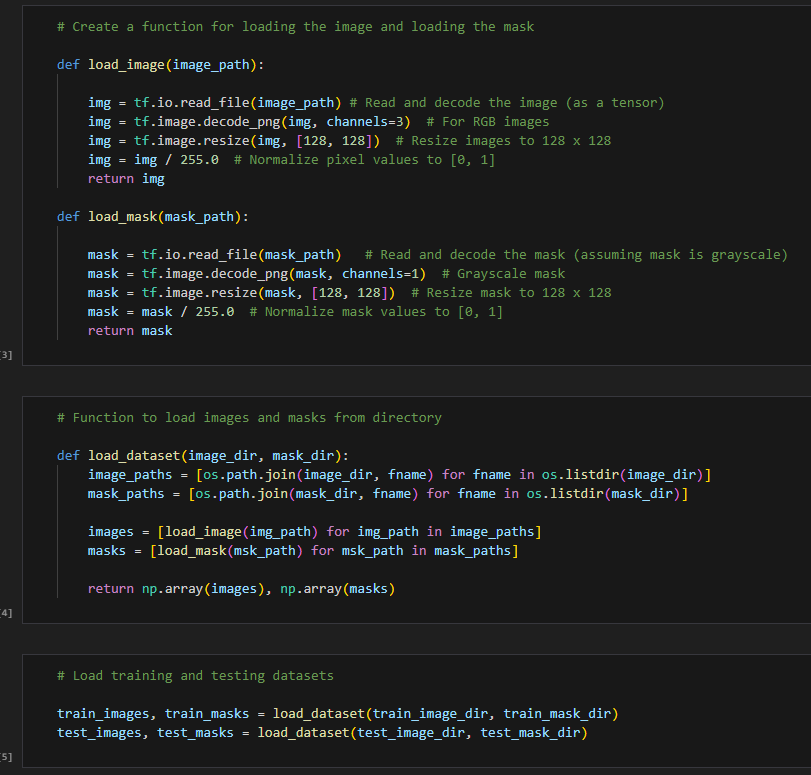 # Create a function for loading the image and loading the mask
def load_image(image_path):
img = tf.io.read_file(image_path) # Read and decode the image (as a tensor)
img = tf.image.decode_png(img, channels=3)  # For RGB images
img = tf.image.resize(img, [128, 128])  # Resize images to 128 x 128
img = img / 255.0  # Normalize pixel values to [0, 1]
return img
def load_mask(mask_path):
mask = tf.io.read_file(mask_path)   # Read and decode the mask (assuming mask is grayscale)
mask = tf.image.decode_png(mask, channels=1)  # Grayscale mask
mask = tf.image.resize(mask, [128, 128])  # Resize mask to 128 x 128
mask = mask / 255.0  # Normalize mask values to [0, 1]
return mask
3]
# Function to load images and masks from directory
def load_dataset(image_dir, mask_dir):
image_paths = [os.path.join(image_dir, fname) for fname in os.listdir(image_dir)]
mask_paths = [os.path.join(mask_dir, fname) for fname in os.listdir(mask_dir)]
images = [load_image(img_path) for img_path in image_paths]
masks = [load_mask(msk_path) for msk_path in mask_paths]
return np.array(images), np.array(masks)
4]
# Load training and testing datasets
train_images, train_masks = load_dataset(train_image_dir, train_mask_dir)
test_images, test_masks = load_dataset(test_image_dir, test_mask_dir)
5]